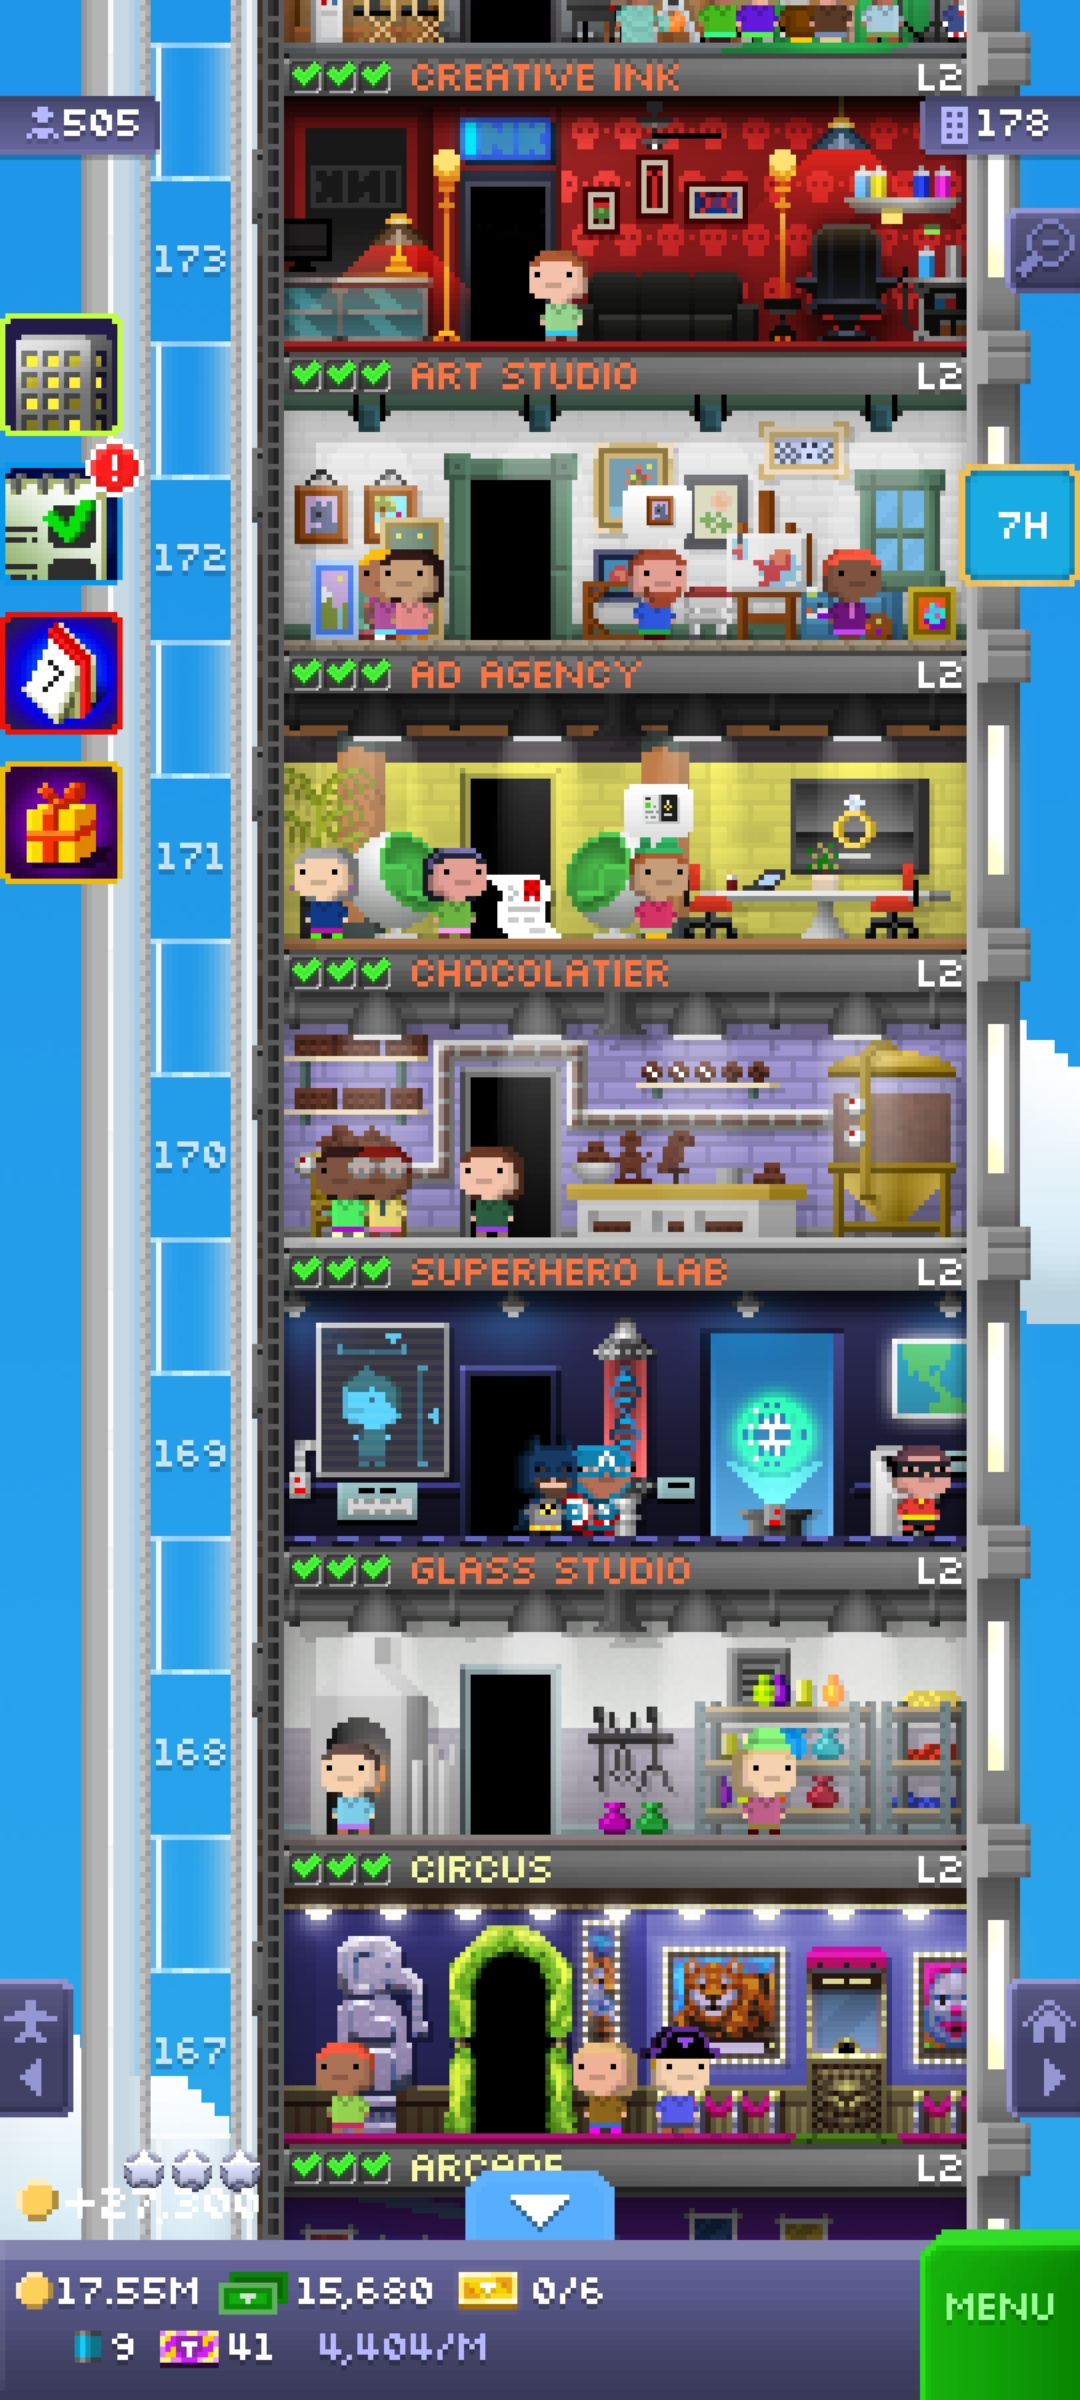 CREATIVE INK L2
505
178
INK
173
ART STUDIO L2
7H
172
AD AGENCY L2
171
CHOCOLATIER L2
170
SUPERHERO LAB L2
169
GLASS STUDIO L2
168
CIRCUS L2
167
ARCADE L2
+27,300
17.55M 15,680 0/6
9 41 4,404/M
MENU